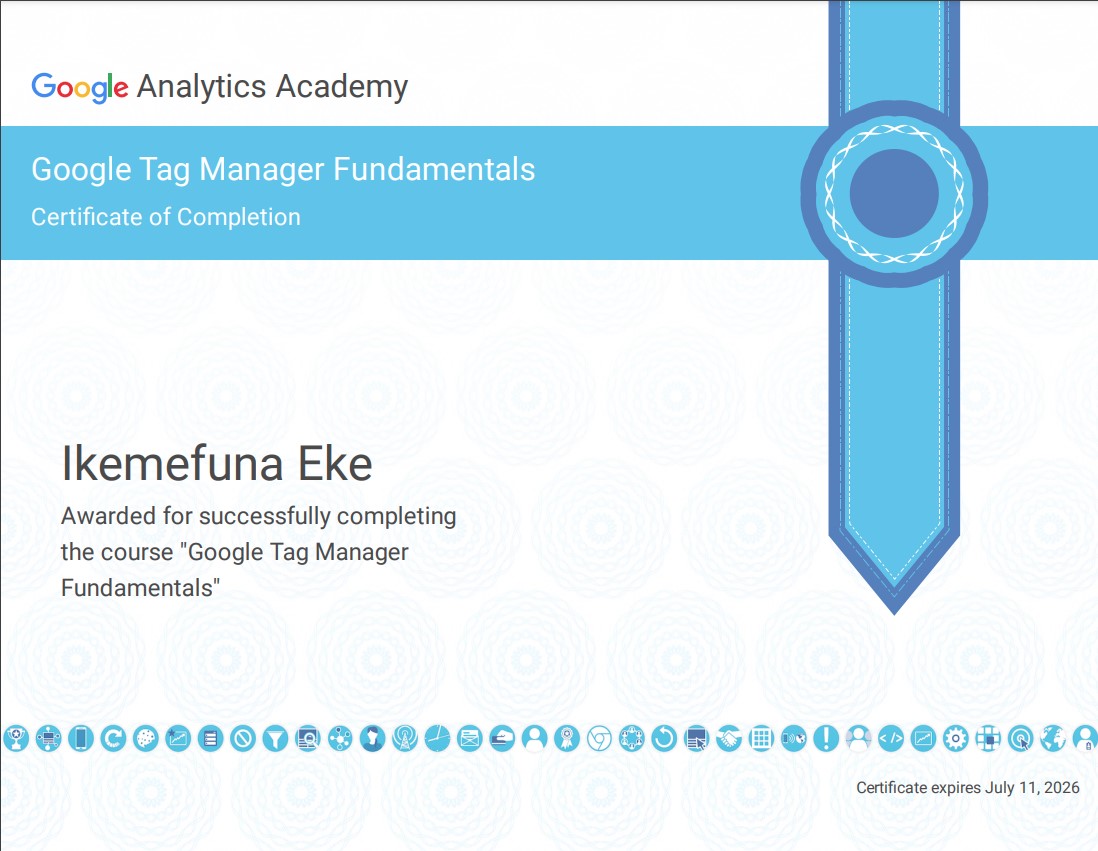 Google Analytics Academy
Google Tag Manager Fundamentals
Certificate of Completion
Ikemefuna Eke
Awarded for successfully completing
the course "Google Tag Manager
Fundamentals"
Certificate expires July 11, 2026